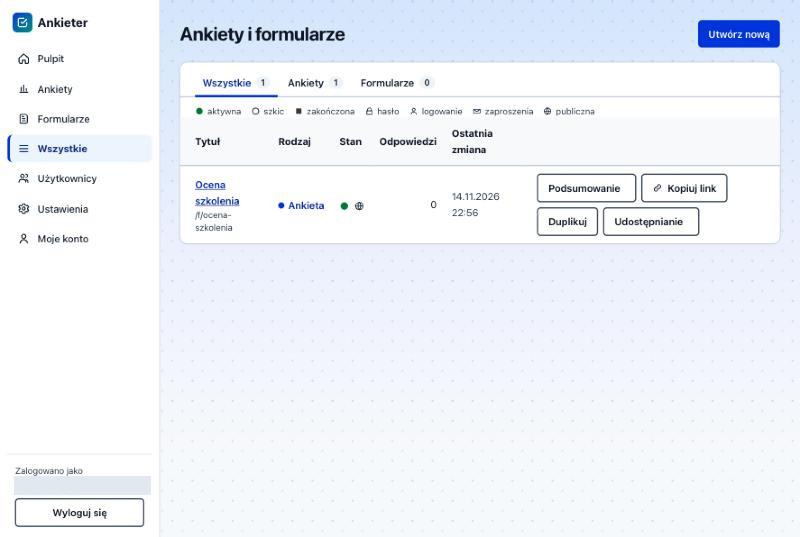 Ankieter
Pulpit
Ankiety
Formularze
Wszystkie
Użytkownicy
Ustawienia
Moje konto
Zalogowano jako
Wyloguj się
Ankiety i formularze
Utwórz nową
Wszystkie 1 Ankiety 1 Formularze 0
aktywna szkic zakończona hasło logowanie zaproszenia publiczna
Tytuł Rodzaj Stan Odpowiedzi Ostatnia
zmiana
Ocena
szkolenia
/f/ocena-
szkolenia
Ankieta
0
14.11.2026
22:56
Podsumowanie Kopiuj link
Duplikuj Udostępnianie